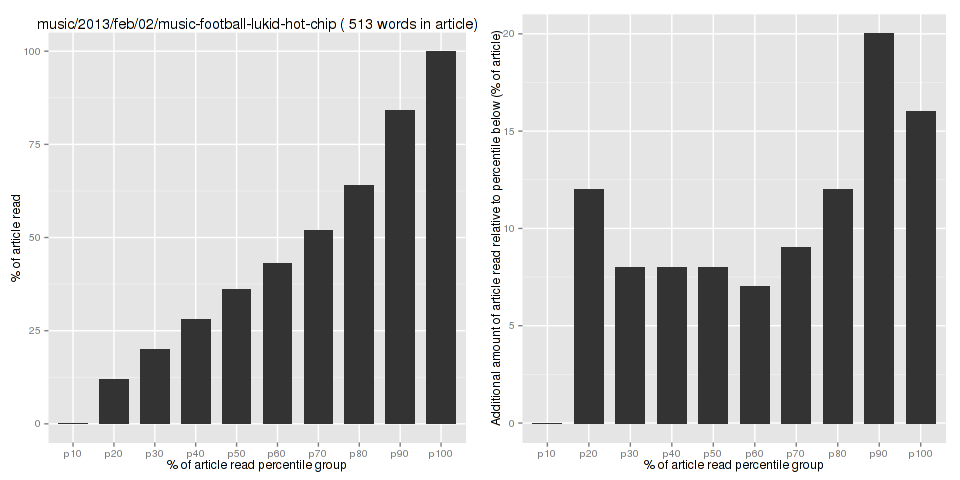 music/2013/feb/02/music-football-lukid-hot-chip ( 513 words in article)
% of article read
100
75
50
25
0
p10 p20 p30 p40 p50 p60 p70 p80 p90 p100
% of article read percentile group
Additional amount of article read relative to percentile below (% of article)
20
15
10
5
0
p10 p20 p30 p40 p50 p60 p70 p80 p90 p100
% of article read percentile group